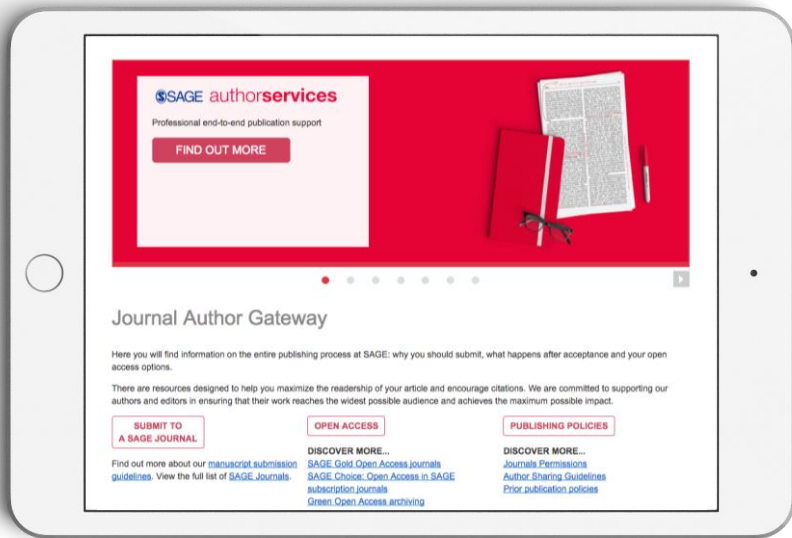 SAGE authorservices
Professional end-to-end publication support
FIND OUT MORE
Journal Author Gateway
Here you will find information on the entire publishing process at SAGE: why you should submit, what happens after acceptance and your open
access options.
There are resources designed to help you maximize the readership of your article and encourage citations. We are committed to supporting our
authors and editors in ensuring that their work reaches the widest possible audience and achieves the maximum possible impact.
SUBMIT TO
A SAGE JOURNAL
Find out more about our manuscript submission
guidelines. View the full list of SAGE Journals.
OPEN ACCESS
DISCOVER MORE...
SAGE Gold Open Access journals
SAGE Choice: Open Access in SAGE
subscription journals
Green Open Access archiving
PUBLISHING POLICIES
DISCOVER MORE...
Journals Permissions
Author Sharing Guidelines
Prior publication policies